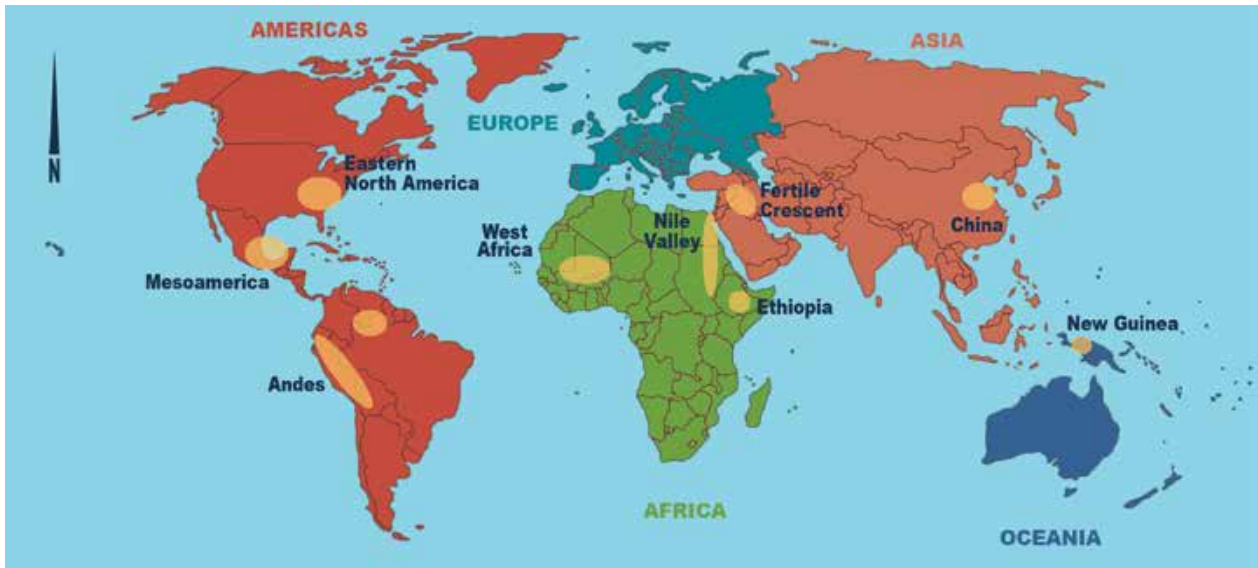 AMERICAS
ASIA
EUROPE
N
Eastern
North America
Fertile
Crescent
China
Nile
Valley
West
Africa
Mesoamerica
Ethiopia
New Guinea
Andes
AFRICA
OCEANIA